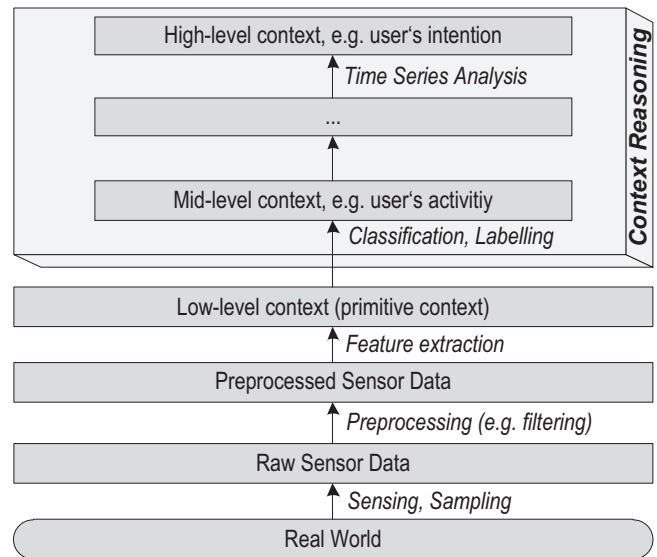 High-level context, e.g. user‘s intention
Time Series Analysis
...
Mid-level context, e.g. user‘s activitiy
Classification, Labelling
Context Reasoning
Low-level context (primitive context)
Feature extraction
Preprocessed Sensor Data
Preprocessing (e.g. filtering)
Raw Sensor Data
Sensing, Sampling
Real World